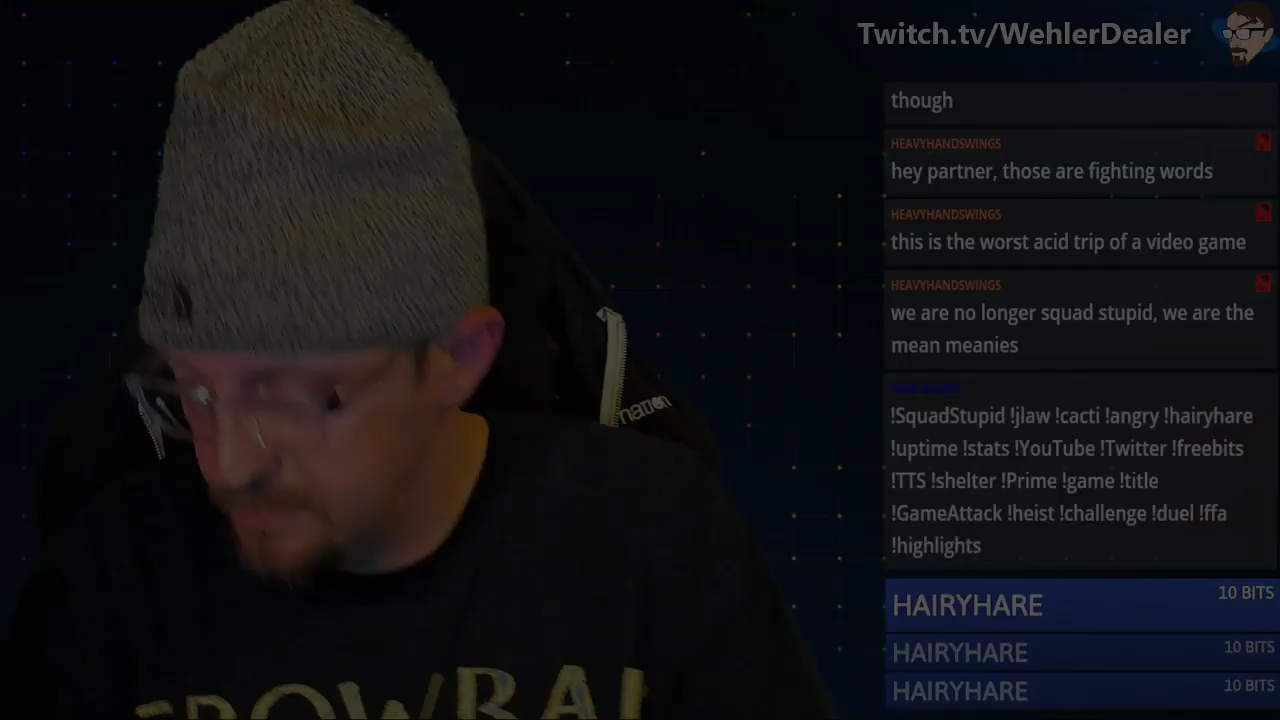 Twitch.tv/WehlerDealer
though
HEAVYHANDSWINGS
hey partner, those are fighting words
HEAVYHANDSWINGS
this is the worst acid trip of a video game
HEAVYHANDSWINGS
we are no longer squad stupid, we are the
mean meanies
!SquadStupid !jlaw !cacti !angry !hairyhare
!uptime !stats !YouTube !Twitter !freebits
!TTS !shelter !Prime !game !title
!GameAttack !heist !challenge !duel !ffa
!highlights
nation
HAIRYHARE 10 BITS
HAIRYHARE 10 BITS
HAIRYHARE 10 BITS